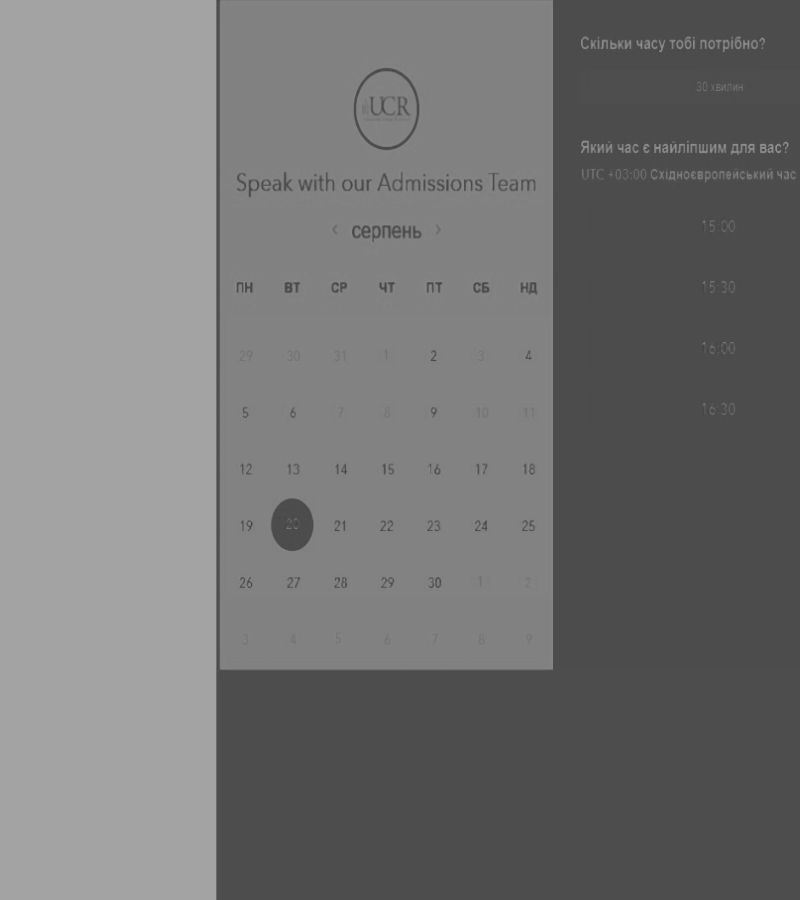 UCR
Speak with our Admissions Team
‹ серпень ›
ПН ВТ СР ЧТ ПТ СБ НД
29 30 31 1 2 3 4
5 6 7 8 9 10 11
12 13 14 15 16 17 18
19 20 21 22 23 24 25
26 27 28 29 30 1 2
3 4 5 6 7 8 9
Скільки часу тобі потрібно?
30 хвилин
Який час є найліпшим для вас?
UTC +03:00 Східноєвропейський час
15:00
15:30
16:00
16:30